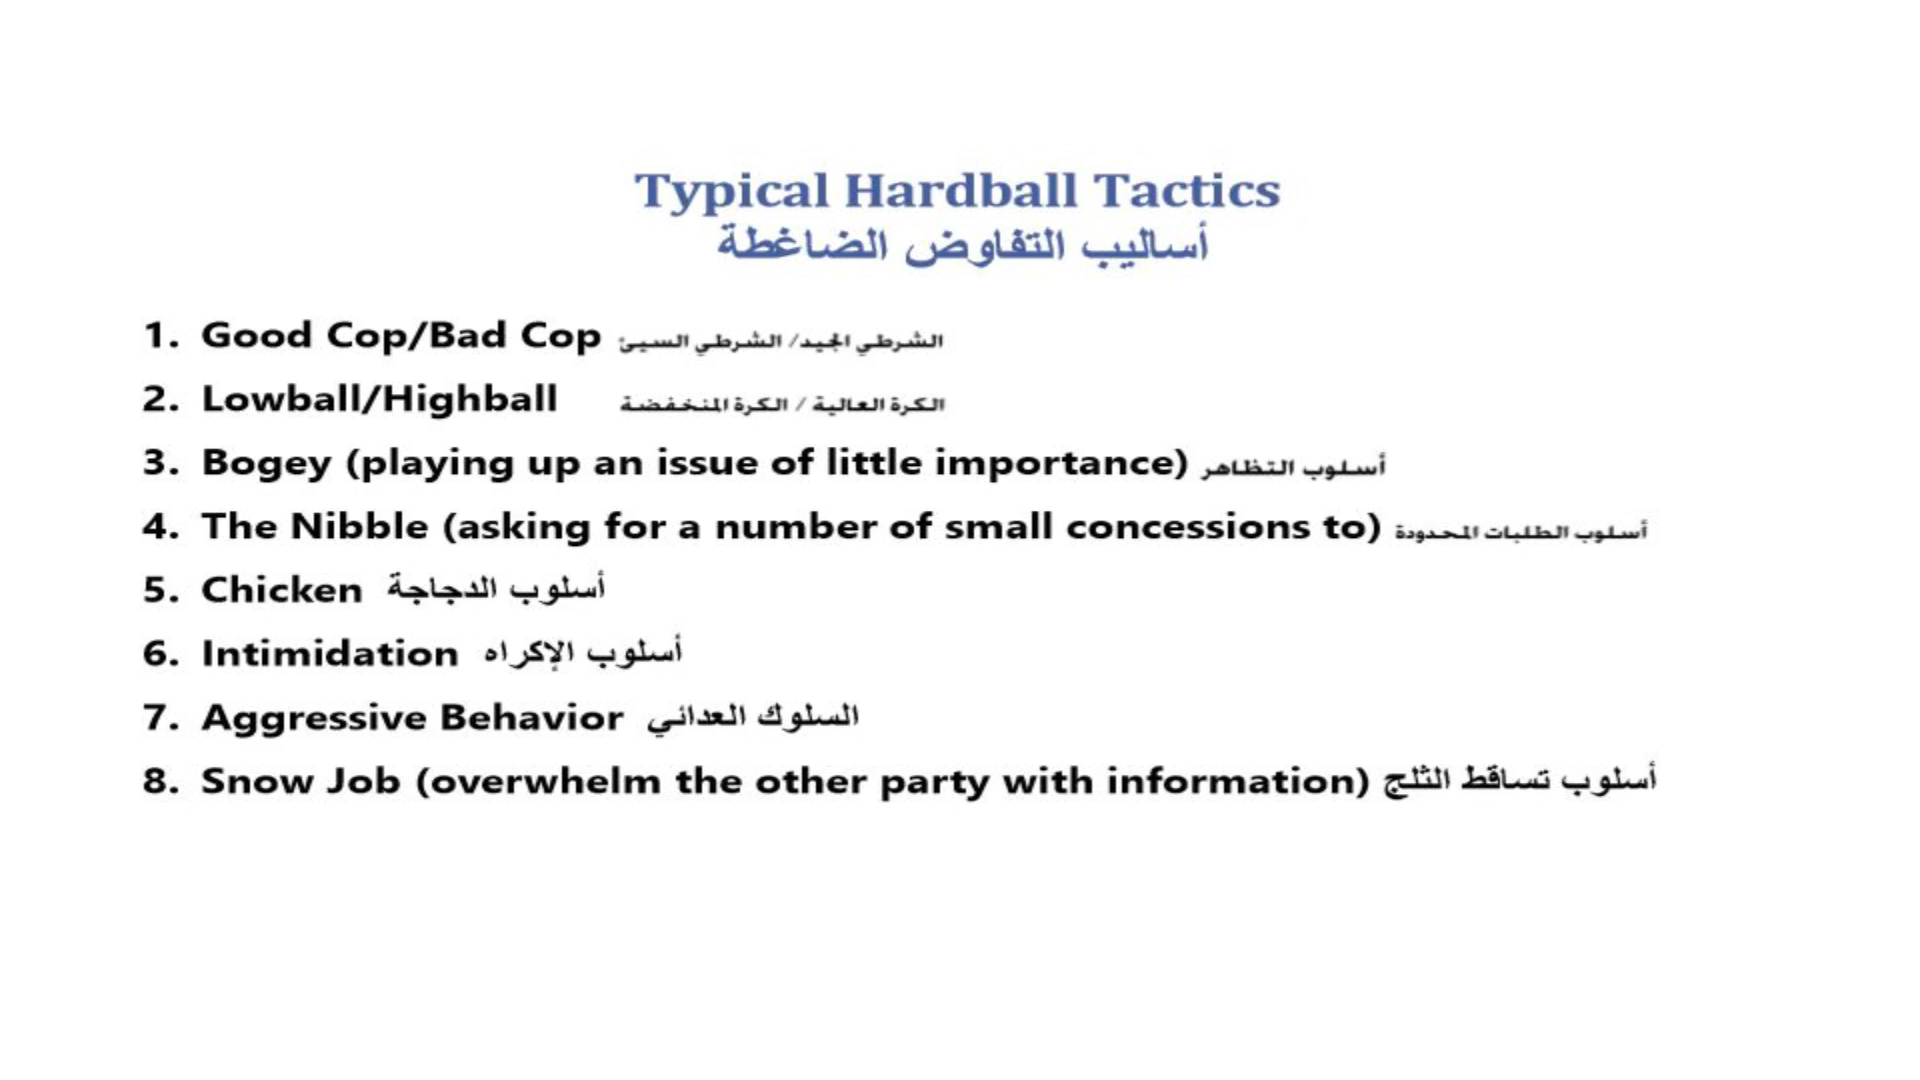 Typical Hardball Tactics
أساليب التفاوض الضاغطة
1. Good Cop/Bad Cop الشرطي الجيد/ الشرطي السيئ
2. Lowball/Highball الكرة العالية / الكرة المنخفضة
3. Bogey (playing up an issue of little importance) أسلوب التظاهر
4. The Nibble (asking for a number of small concessions to) أسلوب الطلبات المحدودة
5. Chicken أسلوب الدجاجة
6. Intimidation أسلوب الإكراه
7. Aggressive Behavior السلوك العدائي
8. Snow Job (overwhelm the other party with information) أسلوب تساقط الثلج